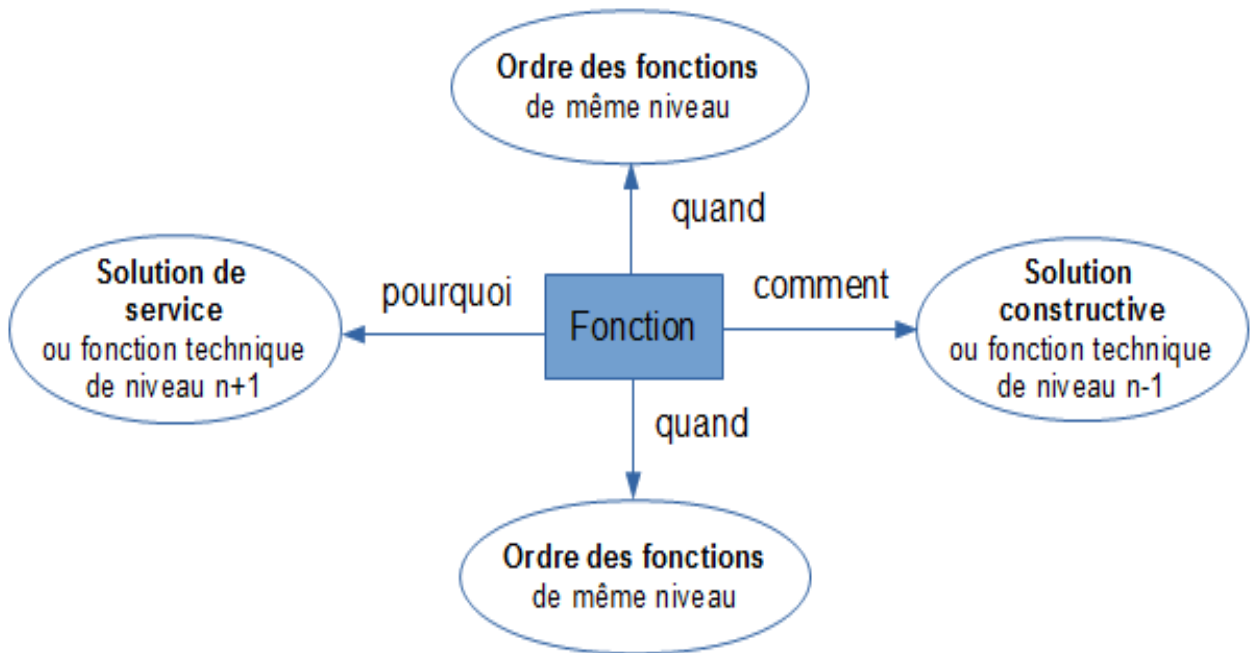 Ordre des fonctions
de même niveau
quand
Solution de
service
ou fonction technique
de niveau n+1
pourquoi
Fonction
comment
Solution
constructive
ou fonction technique
de niveau n-1
quand
Ordre des fonctions
de même niveau